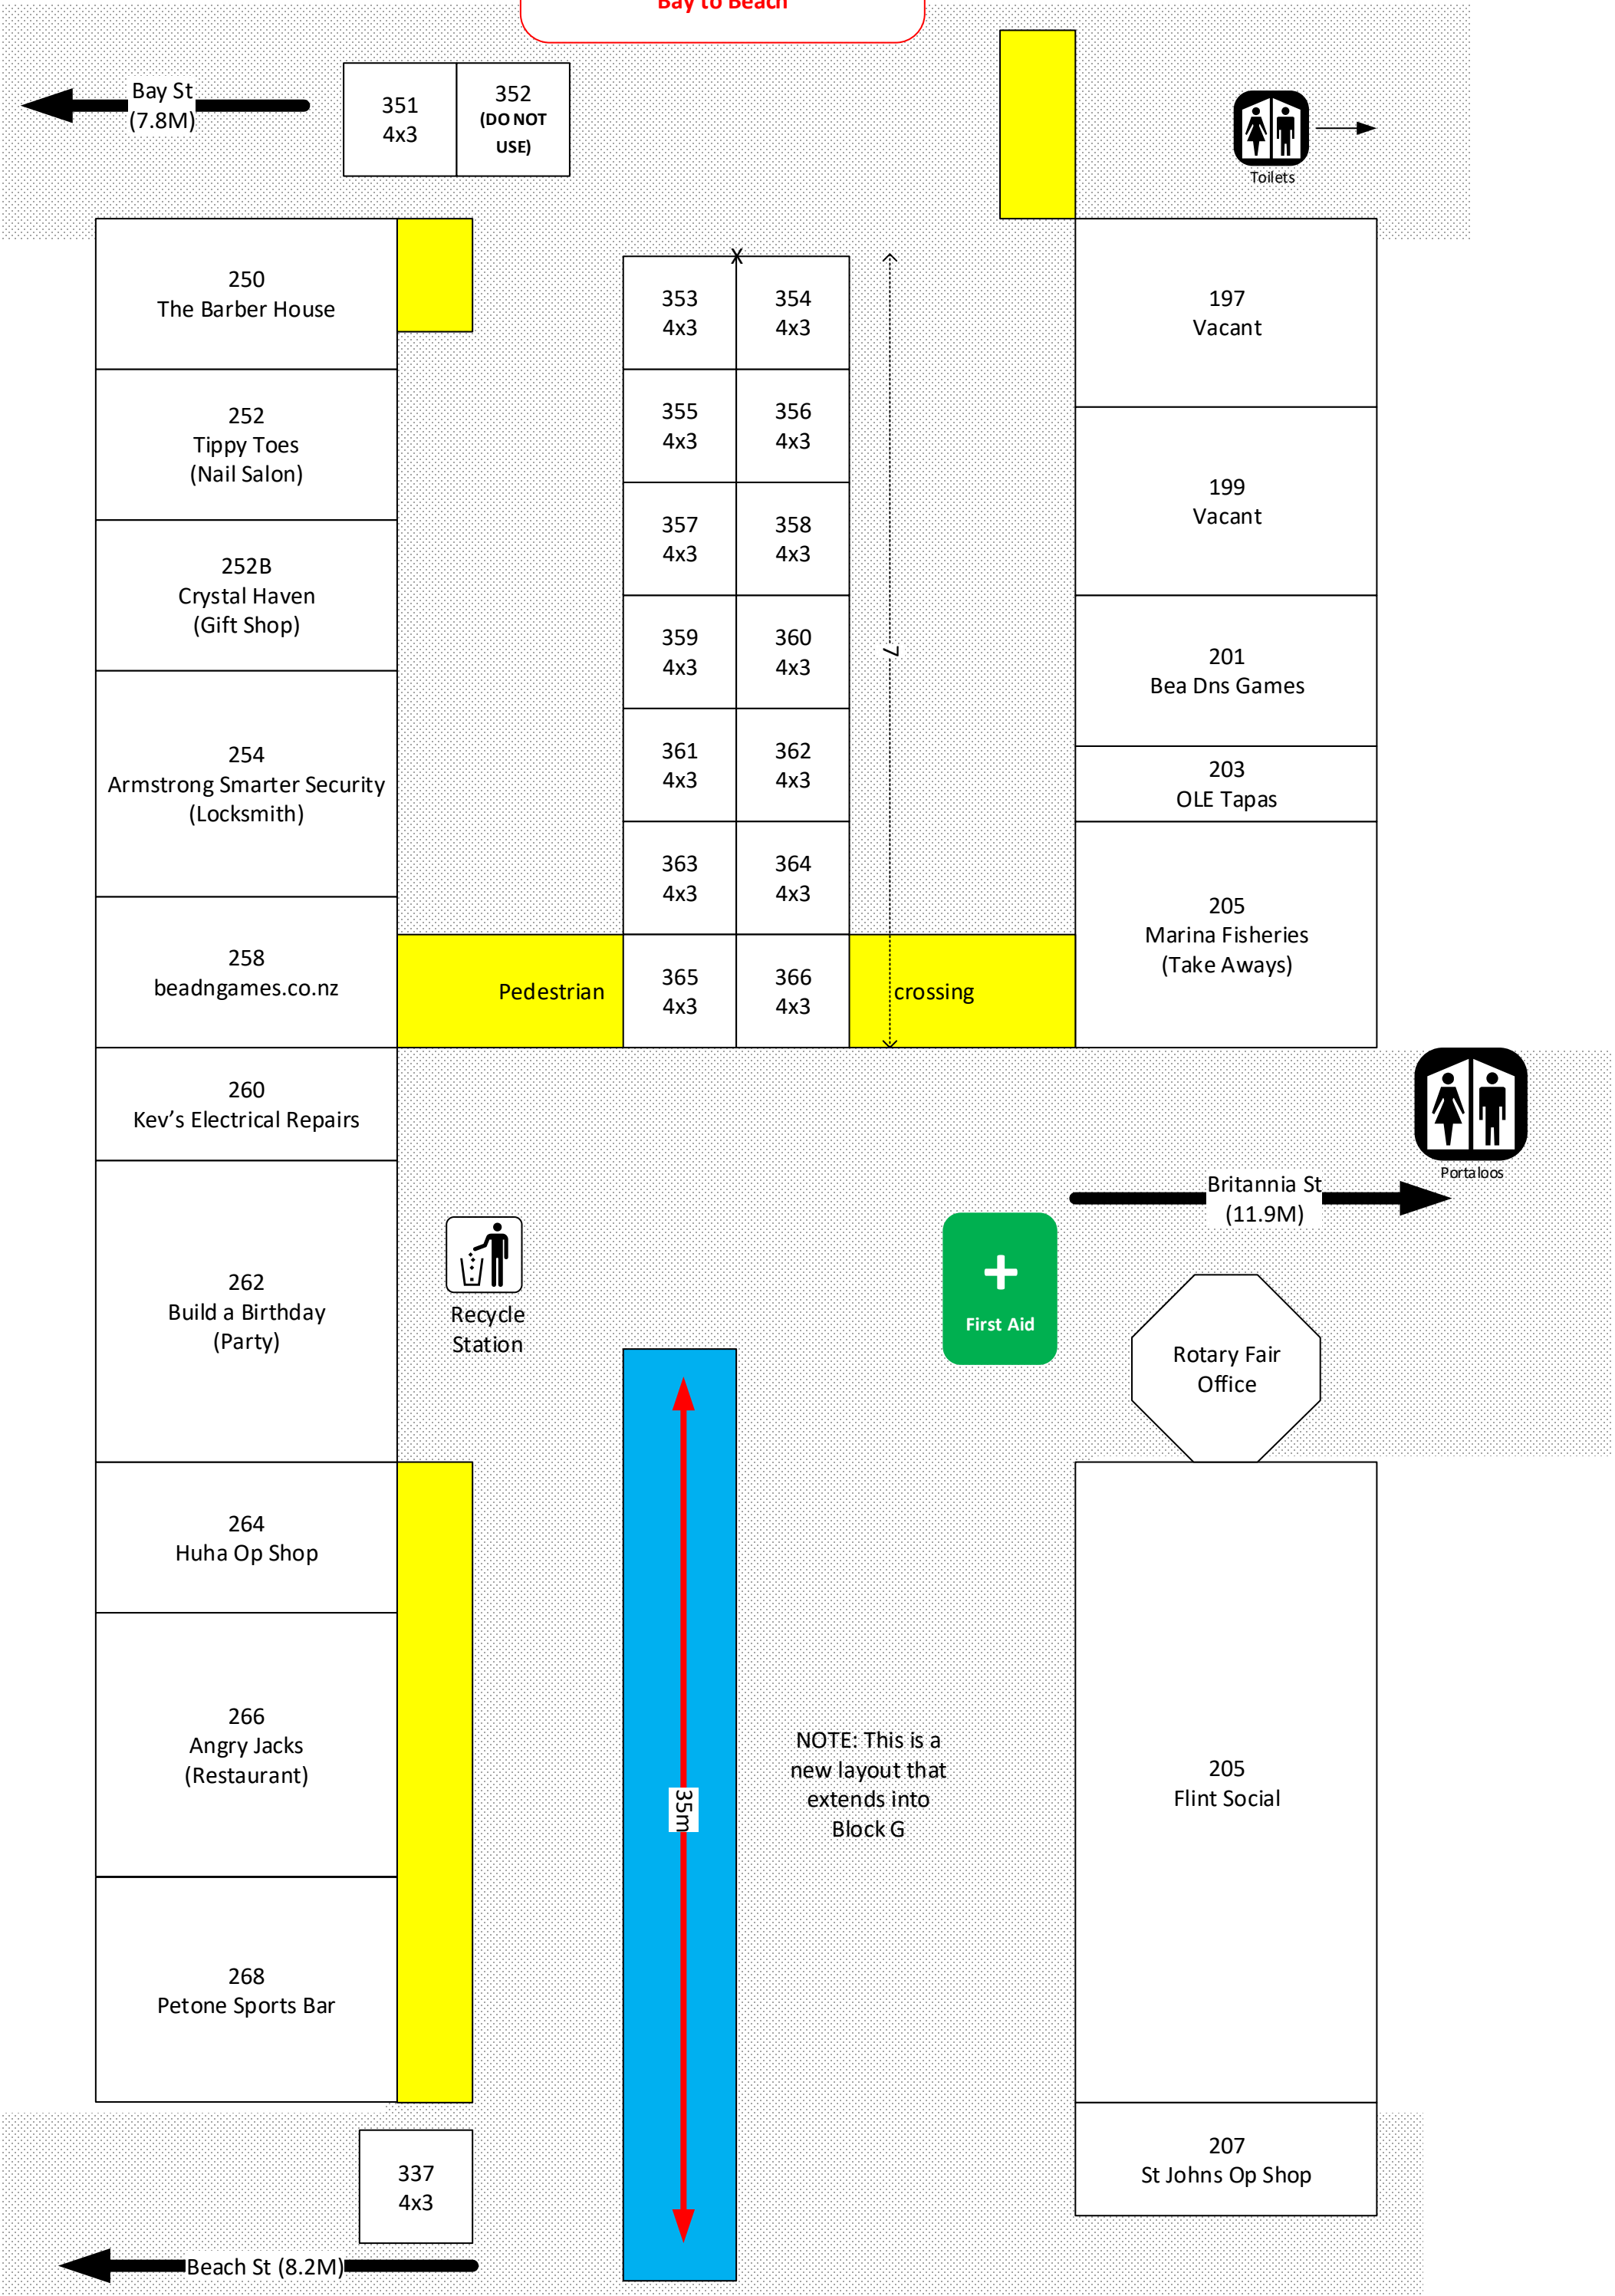 Bay to Beach
Bay St
(7.8M)
351
4x3
352
(DO NOT
USE)
Toilets
250
The Barber House
252
Tippy Toes
(Nail Salon)
252B
Crystal Haven
(Gift Shop)
254
Armstrong Smarter Security
(Locksmith)
258
beadngames.co.nz
260
Kev's Electrical Repairs
262
Build a Birthday
(Party)
264
Huha Op Shop
266
Angry Jacks
(Restaurant)
268
Petone Sports Bar
337
4x3
Beach St (8.2M)
X
353
4x3
354
4x3
355
4x3
356
4x3
357
4x3
358
4x3
359
4x3
360
4x3
361
4x3
362
4x3
363
4x3
364
4x3
Pedestrian
365
4x3
366
4x3
crossing
7
Recycle
Station
35m
NOTE: This is a
new layout that
extends into
Block G
197
Vacant
199
Vacant
201
Bea Dns Games
203
OLE Tapas
205
Marina Fisheries
(Take Aways)
Portaloos
Britannia St
(11.9M)
First Aid
Rotary Fair
Office
205
Flint Social
207
St Johns Op Shop